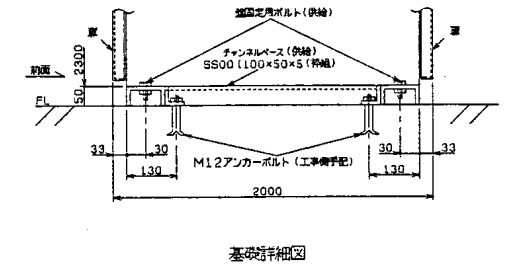 盤固定用ボルト(供給)
扉
扉
チャンネルベース(供給)
SS00 [100×50×5(枠組)
前面
2300
50
FL
33
30
30
33
130
M12アンカーボルト(工事側手配)
130
2000
基礎詳細図